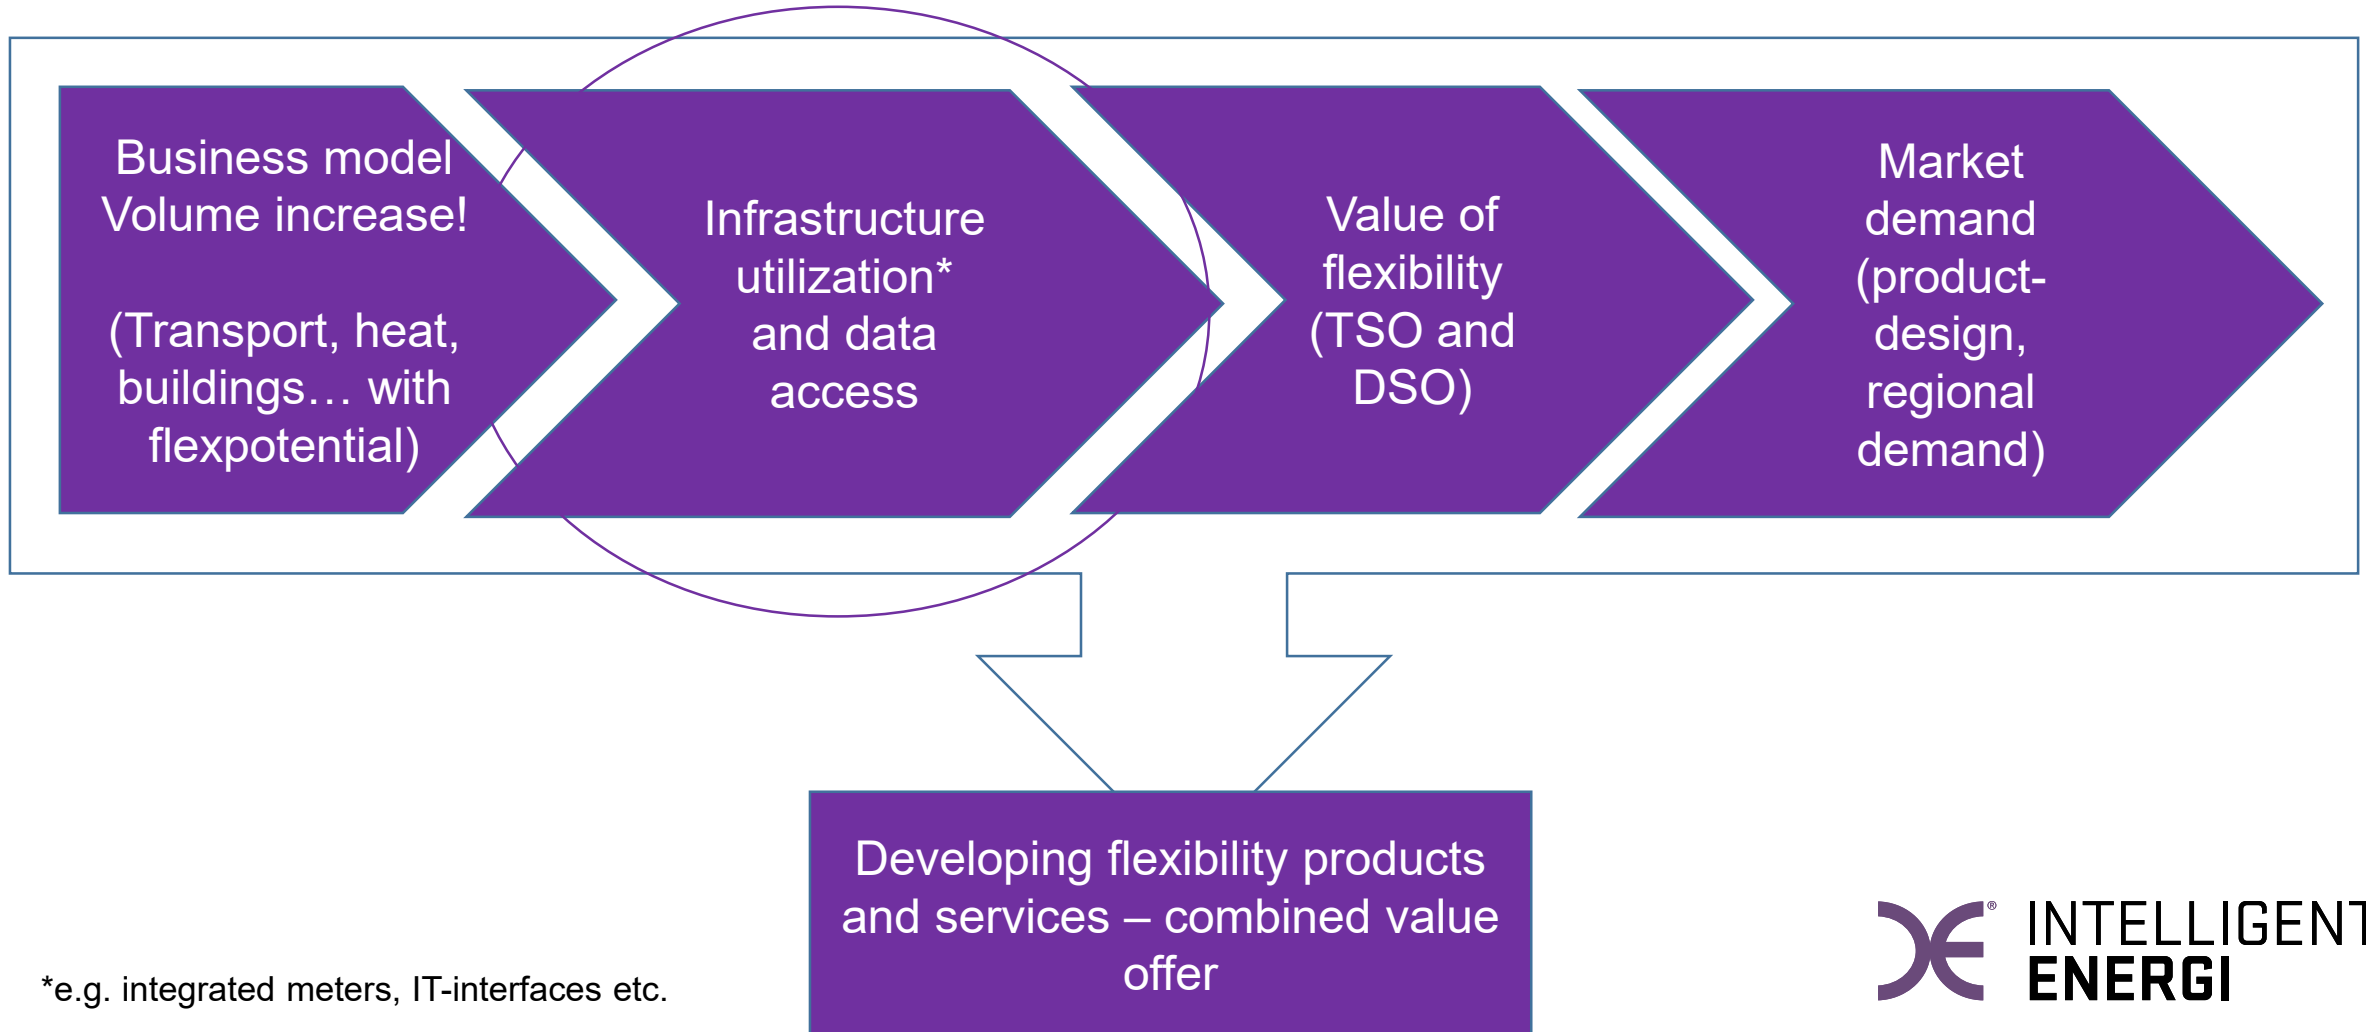 Business model
Volume increase!
(Transport, heat,
buildings… with
flexpotential)
Infrastructure
utilization*
and data
access
Value of
flexibility
(TSO and
DSO)
Market
demand
(product-
design,
regional
demand)
Developing flexibility products
and services – combined value
offer
*e.g. integrated meters, IT-interfaces etc.
®
INTELLIGENT
ENERGI